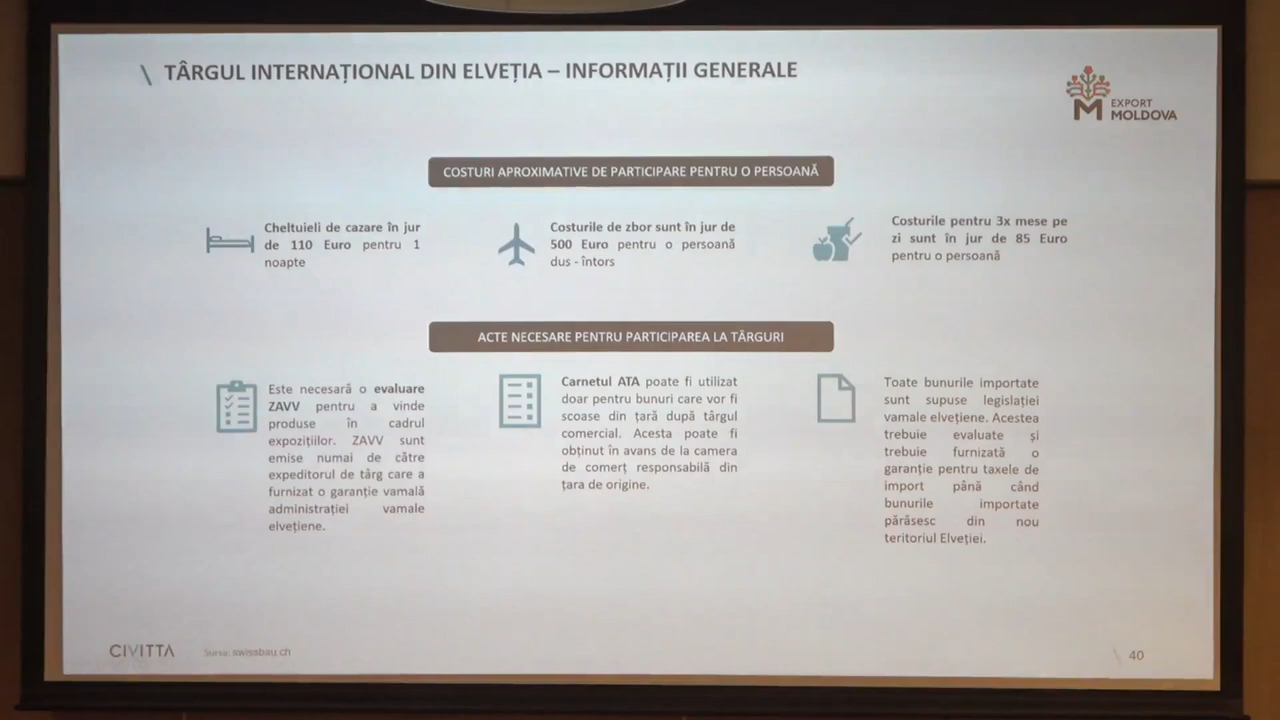 \ TÂRGUL INTERNAȚIONAL DIN ELVEȚIA – INFORMAȚII GENERALE
EXPORT
MOLDOVA
COSTURI APROXIMATIVE DE PARTICIPARE PENTRU O PERSOANĂ
Cheltuieli de cazare în jur
de 110 Euro pentru 1
noapte
Costurile de zbor sunt în jur de
500 Euro pentru o persoană
dus - întors
Costurile pentru 3x mese pe
zi sunt în jur de 85 Euro
pentru o persoană
ACTE NECESARE PENTRU PARTICIPAREA LA TÂRGURI
Este necesară o evaluare
ZAVV pentru a vinde
produse în cadrul
expozițiilor. ZAVV sunt
emise numai de către
expeditorul de târg care a
furnizat o garanție vamală
administrației vamale
elvețiene.
Carnetul ATA poate fi utilizat
doar pentru bunuri care vor fi
scoase din țară după târgul
comercial. Acesta poate fi
obținut în avans de la camera
de comerț responsabilă din
țara de origine.
Toate bunurile importate
sunt supuse legislației
vamale elvețiene. Acestea
trebuie evaluate și
trebuie furnizată o
garanție pentru taxele de
import până când
bunurile importate
părăsesc din nou
teritoriul Elveției.
CIVITTA
Sursa: swissbau.ch
\ 40